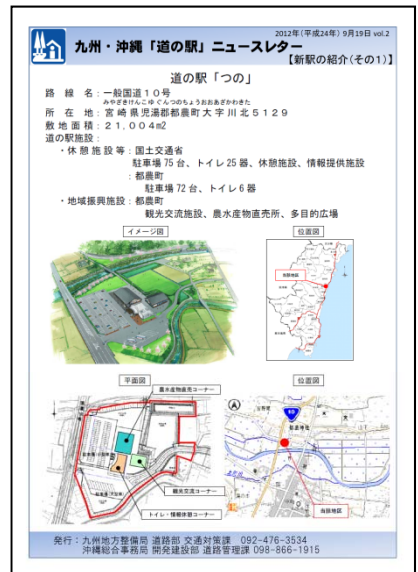 2012年(平成24年) 9月19日 vol.2
九州・沖縄「道の駅」ニュースレター
【新駅の紹介(その1)】
道の駅「つの」
路線名:一般国道10号
みやざきけんこゆぐんつのちょうおおあざかわきた
所在地:宮崎県児湯郡都農町大字川北5129
敷地面積:21,004m2
道の駅施設:
・休憩施設等:国土交通省
駐車場75台、トイレ25器、休憩施設、情報提供施設
:都農町
駐車場72台、トイレ6器
・地域振興施設:都農町
観光交流施設、農水産物直売所、多目的広場
イメージ図
位置図
当該地図
平面図
農水産物直売コーナー
観光交流コーナー
トイレ・情報休憩コーナー
位置図
10
都農神社
発行:九州地方整備局 道路部 交通対策課 092-476-3534
沖縄総合事務局 開発建設部 道路管理課 098-866-1915